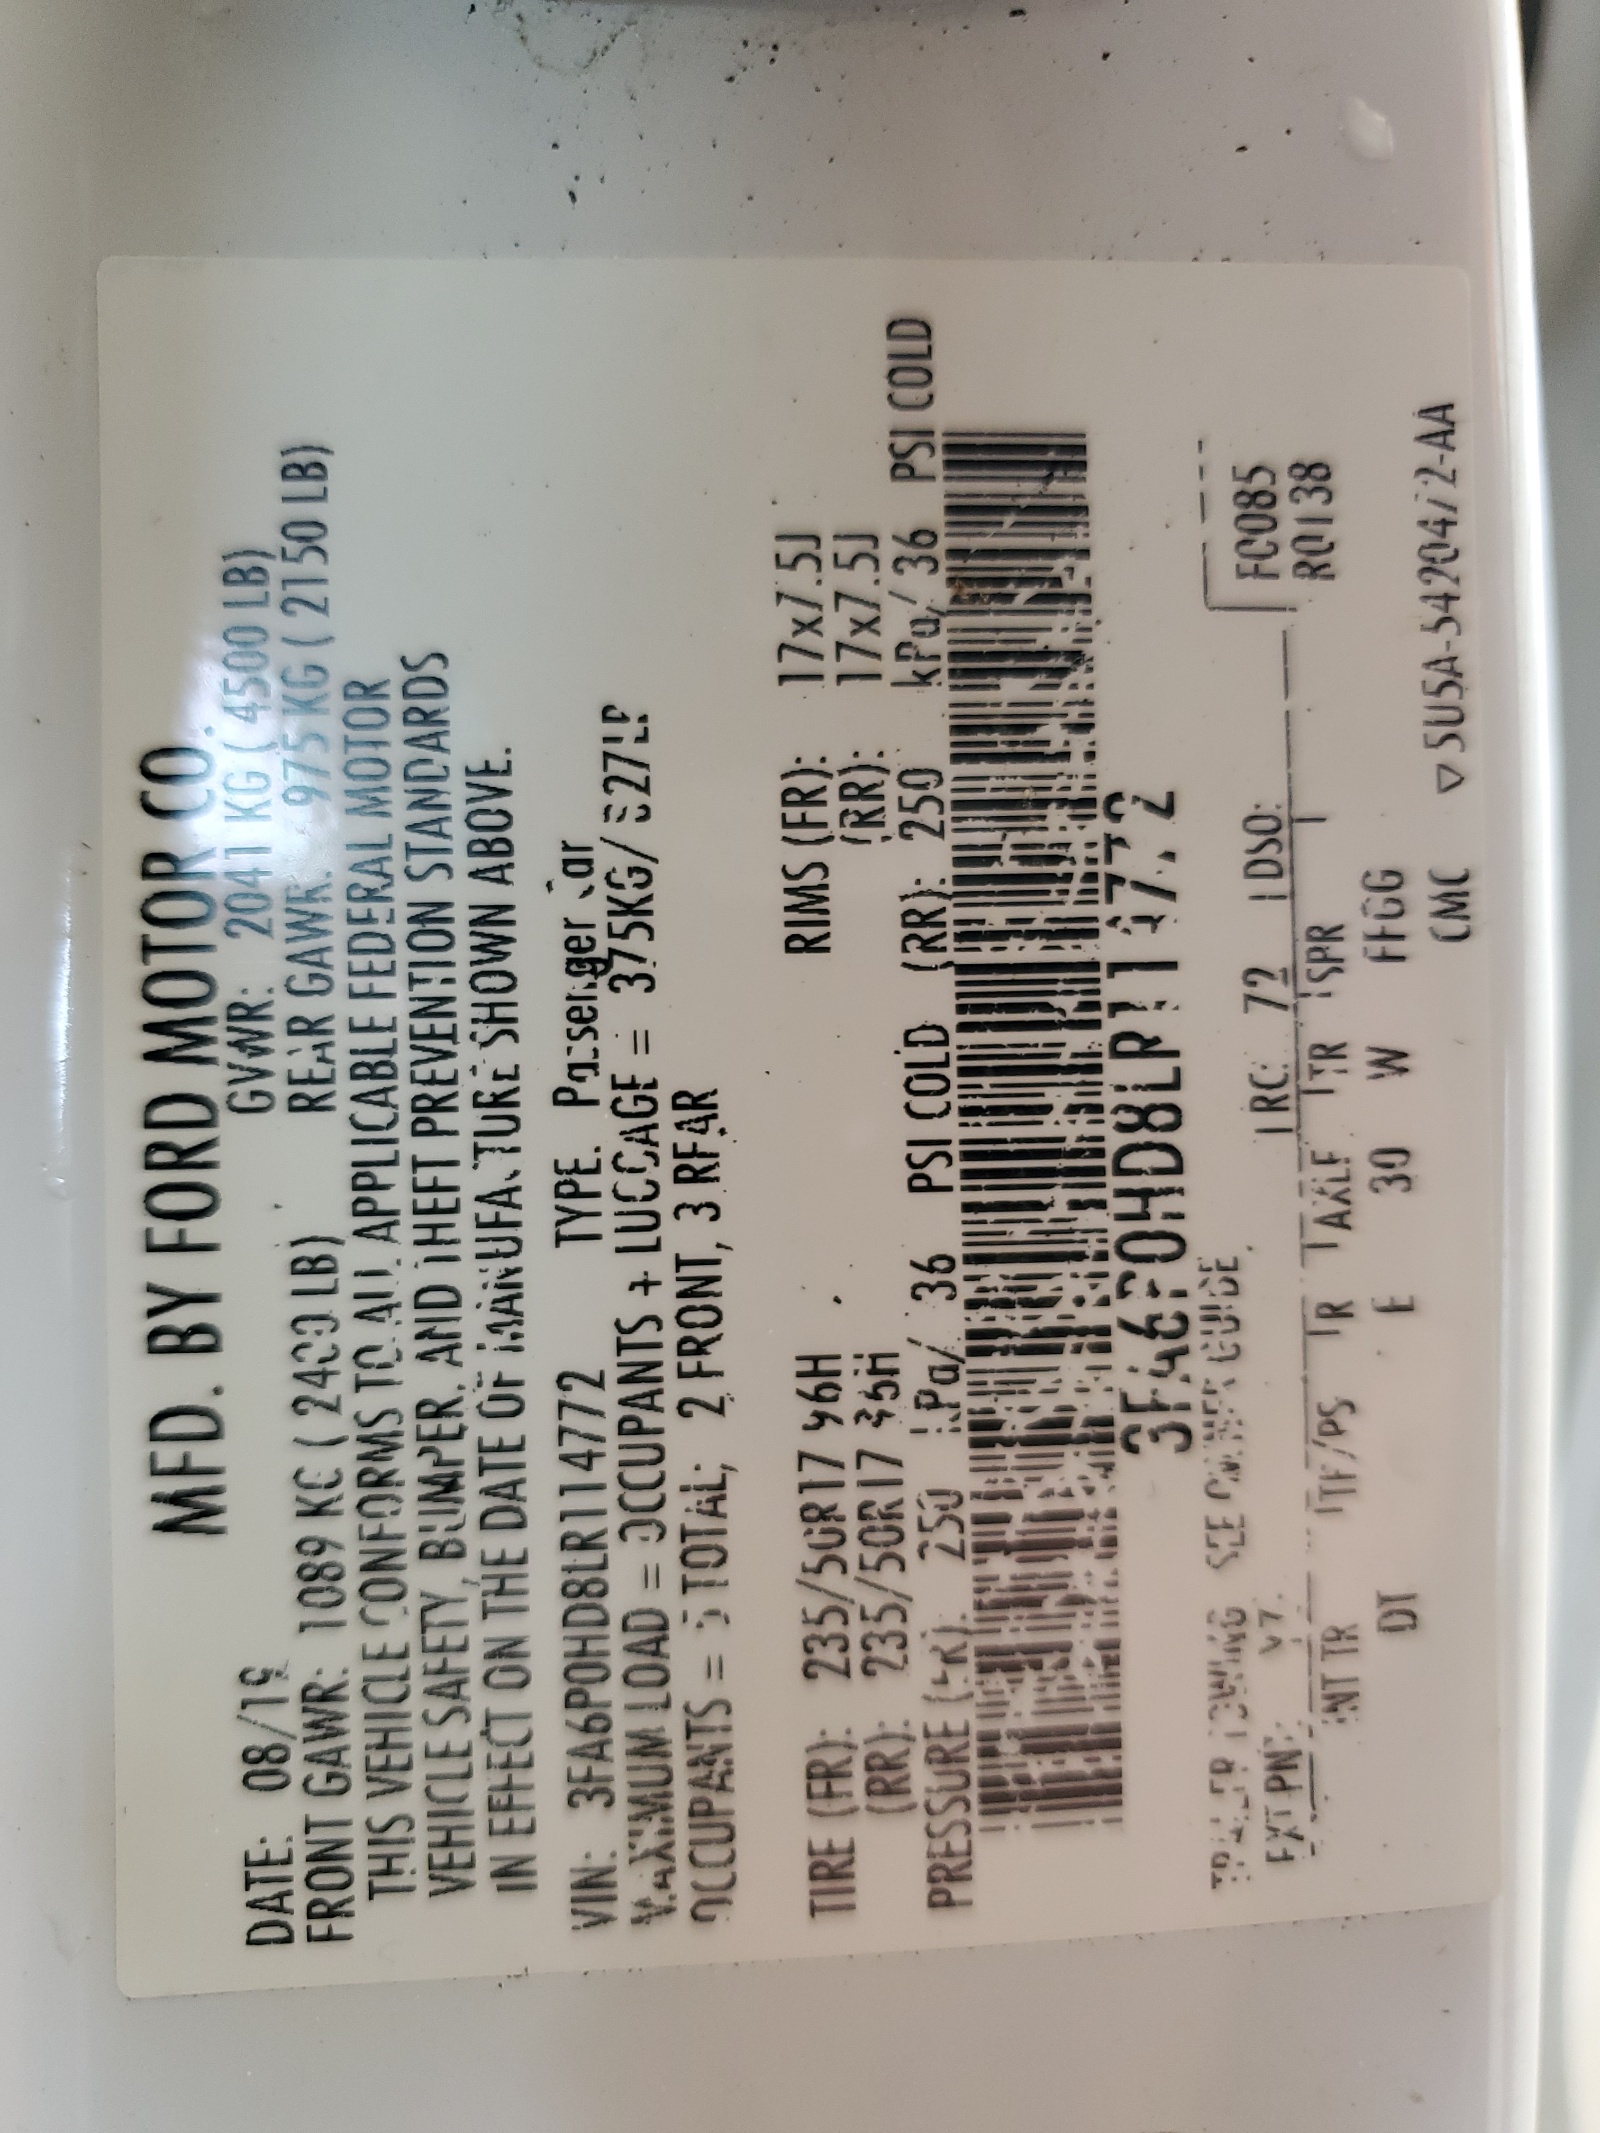 MFD. BY FORD MOTOR CO.
DATE: 08/19 GVWR: 2041 KG ( 4500 LB)
FRONT GAWR: 1089 KG ( 2400 LB) REAR GAWR: 975 KG ( 2150 LB)
THIS VEHICLE CONFORMS TO ALL APPLICABLE FEDERAL MOTOR
VEHICLE SAFETY, BUMPER, AND THEFT PREVENTION STANDARDS
IN EFFECT ON THE DATE OF MANUFACTURE SHOWN ABOVE.
VIN: 3FA6P0HD8LR114772 TYPE: Passenger Car
MAXIMUM LOAD = OCCUPANTS + LUGGAGE = 375KG/ 827LB
OCCUPANTS = 5 TOTAL; 2 FRONT, 3 REAR
TIRE (FR): 235/50R17 96H RIMS (FR): 17x7.5J
(RR): 235/50R17 96H (RR): 17x7.5J
PRESSURE (FR): 250 kPa/ 36 PSI COLD (RR): 250 kPa/ 36 PSI COLD
3FA6P0HD8LR114772
TRAILER TOWING SEE OWNER GUIDE
EXT PNT: RC: 72 DSO: FC085
R0138
INT TR TP/PS R AXLE TR SPR
DT E 30 W FFGG
CMC ▽5U5A-5420472-AA